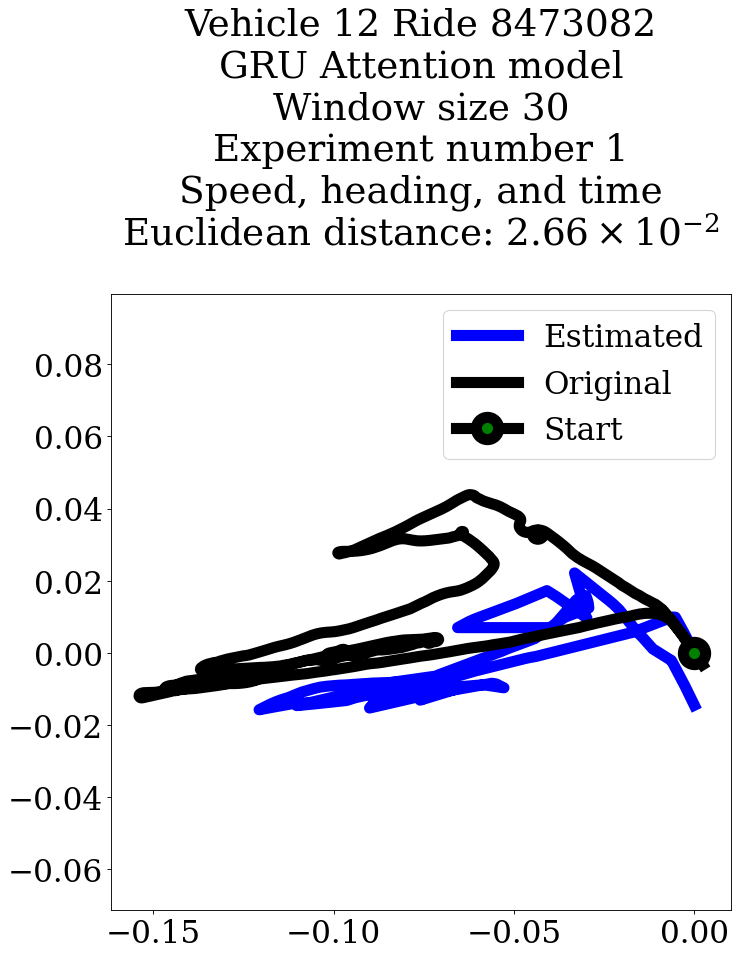 Vehicle 12 Ride 8473082
GRU Attention model
Window size 30
Experiment number 1
Speed, heading, and time
Euclidean distance: 2.66 × 10⁻²
Estimated
Original
Start
0.08
0.06
0.04
0.02
0.00
−0.02
−0.04
−0.06
−0.15
−0.10
−0.05
0.00